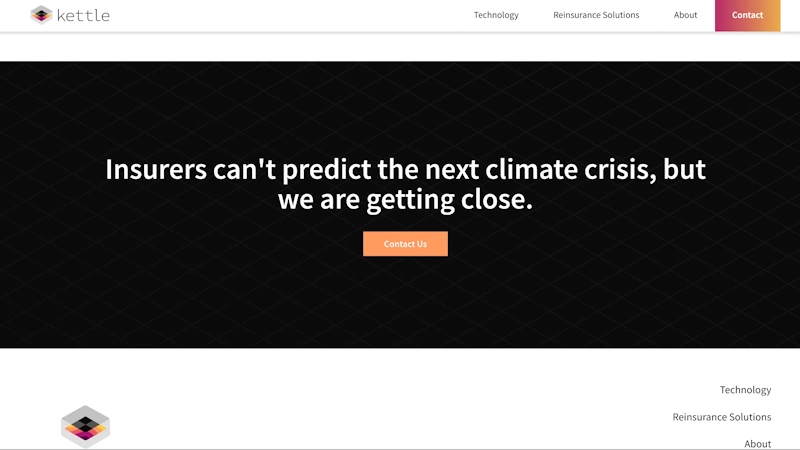 kettle
Technology
Reinsurance Solutions
About
Contact
Insurers can't predict the next climate crisis, but
we are getting close.
Contact Us
Technology
Reinsurance Solutions
About